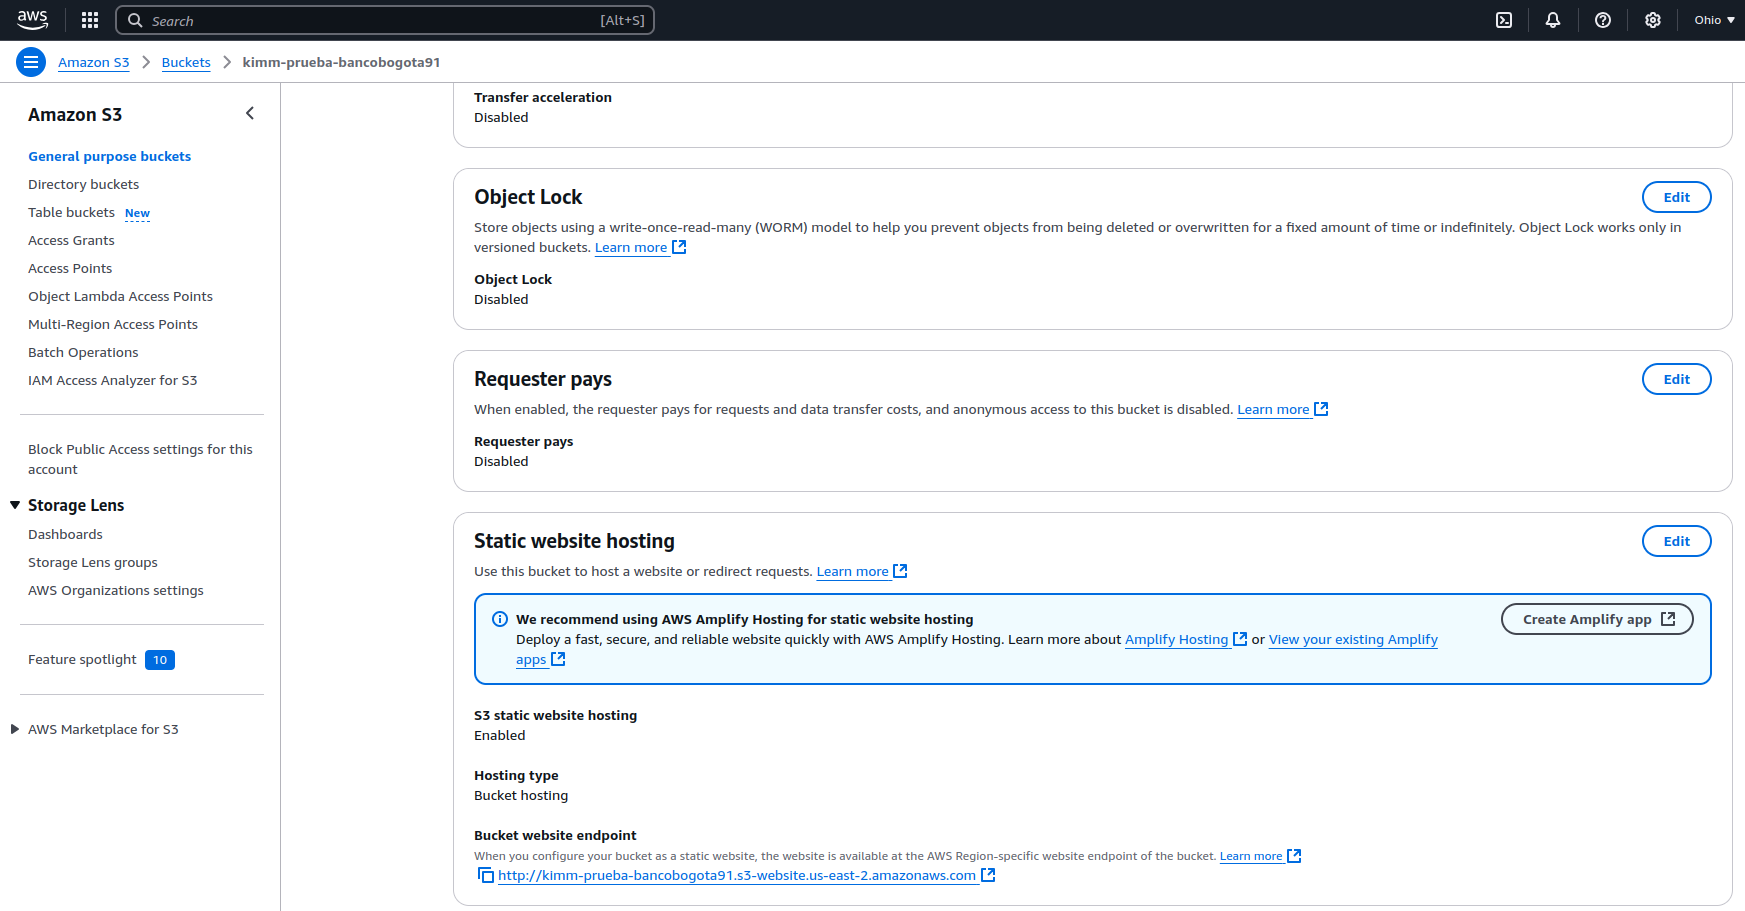 aws
Search [Alt+S]
Ohio
Amazon S3 Buckets kimm-prueba-bancobogota91
Amazon S3
General purpose buckets
Directory buckets
Table buckets New
Access Grants
Access Points
Object Lambda Access Points
Multi-Region Access Points
Batch Operations
IAM Access Analyzer for S3
Block Public Access settings for this
account
Storage Lens
Dashboards
Storage Lens groups
AWS Organizations settings
Feature spotlight 10
AWS Marketplace for S3
Transfer acceleration
Disabled
Object Lock
Edit
Store objects using a write-once-read-many (WORM) model to help you prevent objects from being deleted or overwritten for a fixed amount of time or indefinitely. Object Lock works only in
versioned buckets. Learn more
Object Lock
Disabled
Requester pays
Edit
When enabled, the requester pays for requests and data transfer costs, and anonymous access to this bucket is disabled. Learn more
Requester pays
Disabled
Static website hosting
Edit
Use this bucket to host a website or redirect requests. Learn more
We recommend using AWS Amplify Hosting for static website hosting
Create Amplify app
Deploy a fast, secure, and reliable website quickly with AWS Amplify Hosting. Learn more about Amplify Hosting or View your existing Amplify
apps
S3 static website hosting
Enabled
Hosting type
Bucket hosting
Bucket website endpoint
When you configure your bucket as a static website, the website is available at the AWS Region-specific website endpoint of the bucket. Learn more
http://kimm-prueba-bancobogota91.s3-website.us-east-2.amazonaws.com